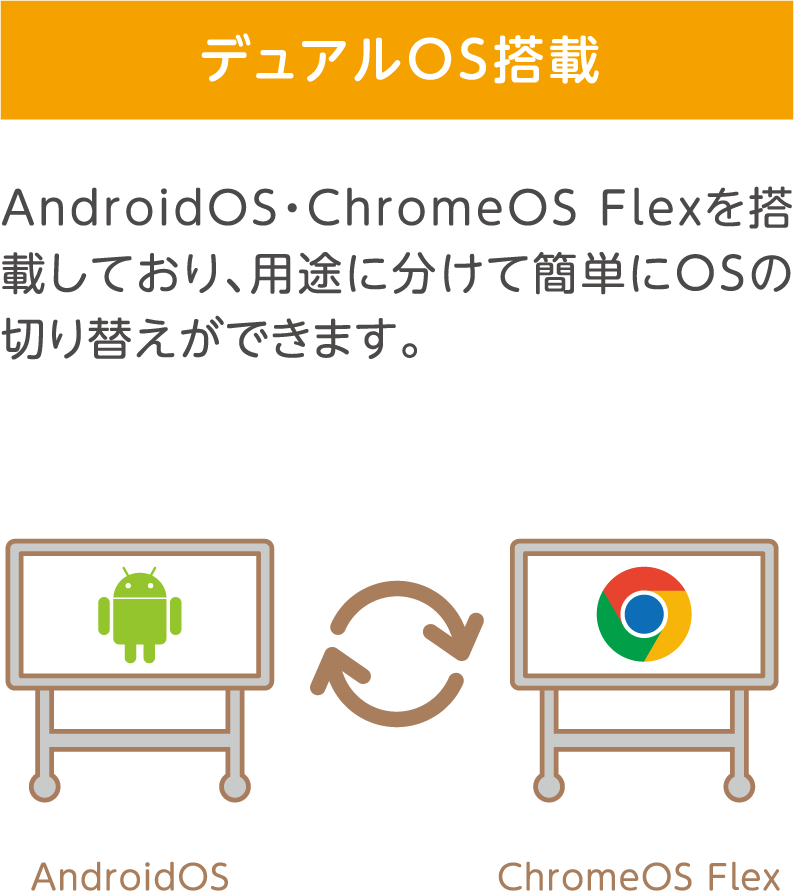 デュアルOS搭載
AndroidOS・ChromeOS Flexを搭
載しており、用途に分けて簡単にOSの
切り替えができます。
AndroidOS
ChromeOS Flex